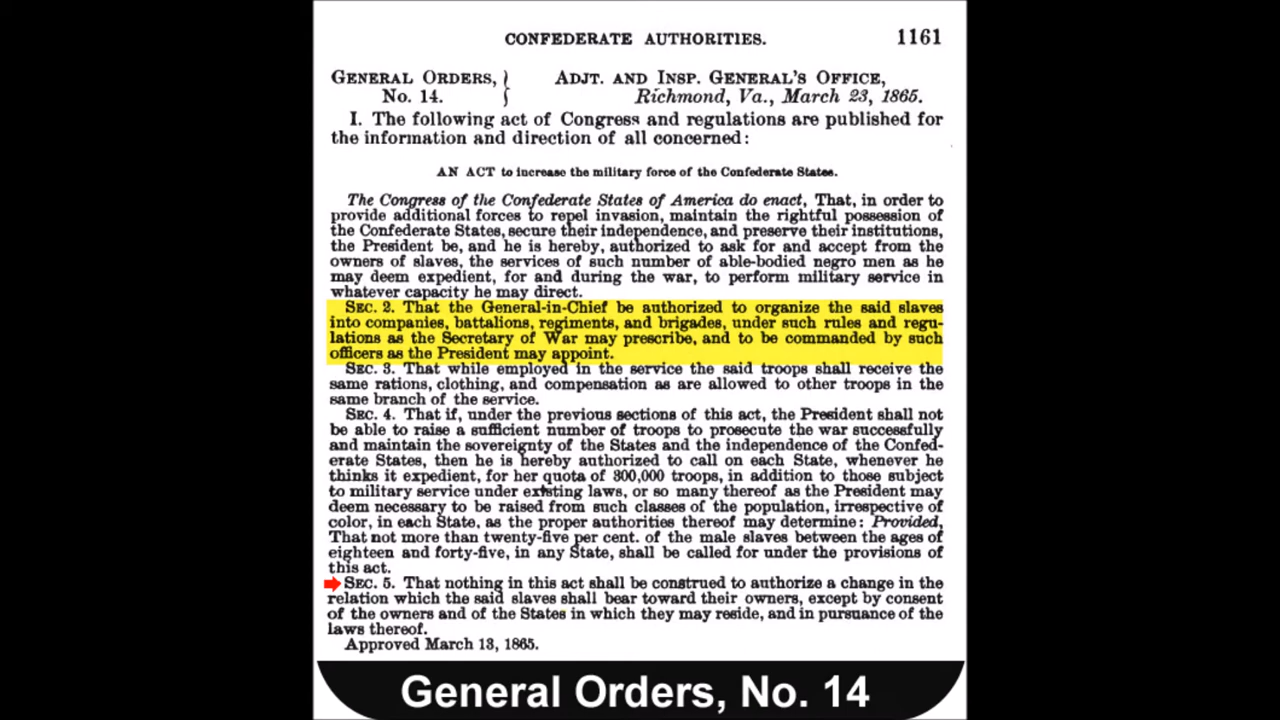 CONFEDERATE AUTHORITIES. 1161
GENERAL ORDERS, ADJT. AND INSP. GENERAL'S OFFICE,
No. 14. Richmond, Va., March 23, 1865.
I. The following act of Congress and regulations are published for
the information and direction of all concerned:
AN ACT to increase the military force of the Confederate States.
The Congress of the Confederate States of America do enact, That, in order to
provide additional forces to repel invasion, maintain the rightful possession of
the Confederate States, secure their independence, and preserve their institutions,
the President be, and he is hereby, authorized to ask for and accept from the
owners of slaves, the services of such number of able-bodied negro men as he
may deem expedient, for and during the war, to perform military service in
whatever capacity he may direct.
SEC. 2. That the General-in-Chief be authorized to organize the said slaves
into companies, battalions, regiments, and brigades, under such rules and regu-
lations as the Secretary of War may prescribe, and to be commanded by such
officers as the President may appoint.
SEC. 3. That while employed in the service the said troops shall receive the
same rations, clothing, and compensation as are allowed to other troops in the
same branch of the service.
SEC. 4. That if, under the previous sections of this act, the President shall not
be able to raise a sufficient number of troops to prosecute the war successfully
and maintain the sovereignty of the States and the independence of the Confed-
erate States, then he is hereby authorized to call on each State, whenever he
thinks it expedient, for her quota of 300,000 troops, in addition to those subject
to military service under existing laws, or so many thereof as the President may
deem necessary to be raised from such classes of the population, irrespective of
color, in each State, as the proper authorities thereof may determine: Provided,
That not more than twenty-five per cent. of the male slaves between the ages of
eighteen and forty-five, in any State, shall be called for under the provisions of
this act.
SEC. 5. That nothing in this act shall be construed to authorize a change in the
relation which the said slaves shall bear toward their owners, except by consent
of the owners and of the States in which they may reside, and in pursuance of the
laws thereof.
Approved March 13, 1865.
General Orders, No. 14